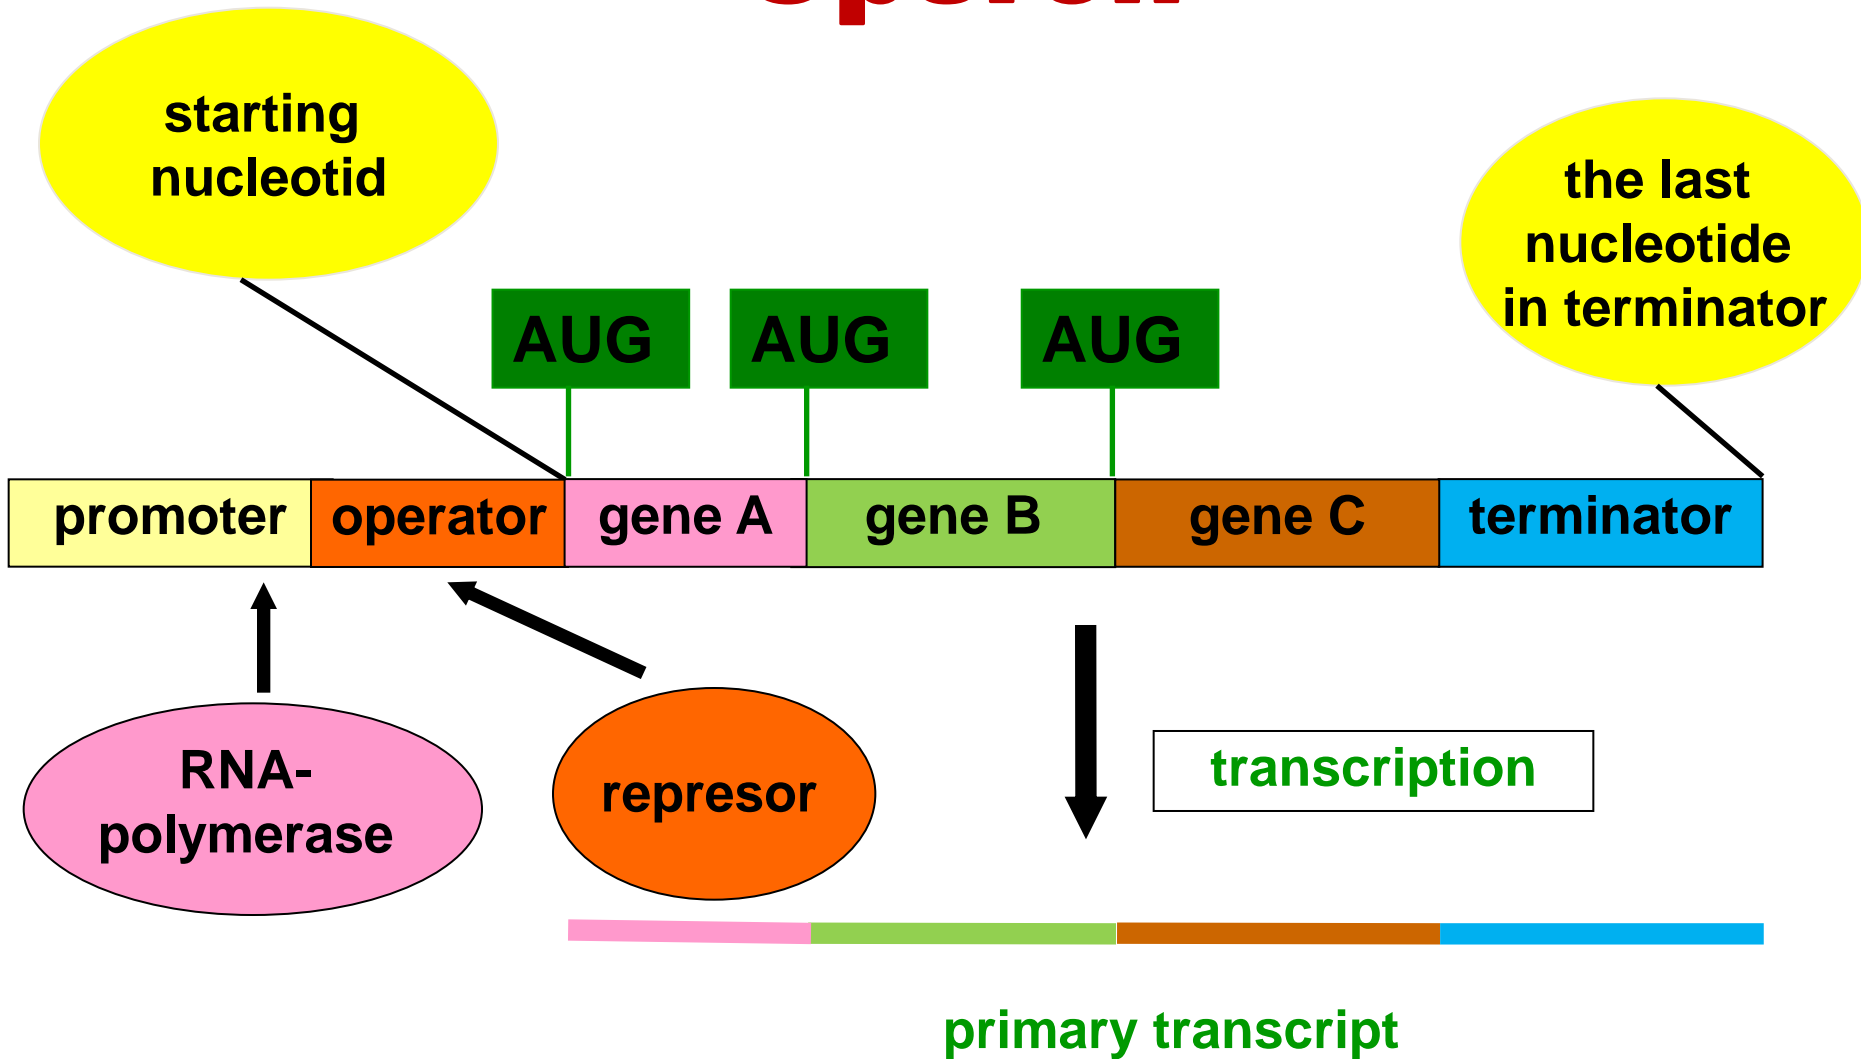 starting
nucleotid
the last
nucleotide
in terminator
AUG AUG AUG
promoter operator gene A gene B gene C terminator
RNA-
polymerase
represor
transcription
primary transcript